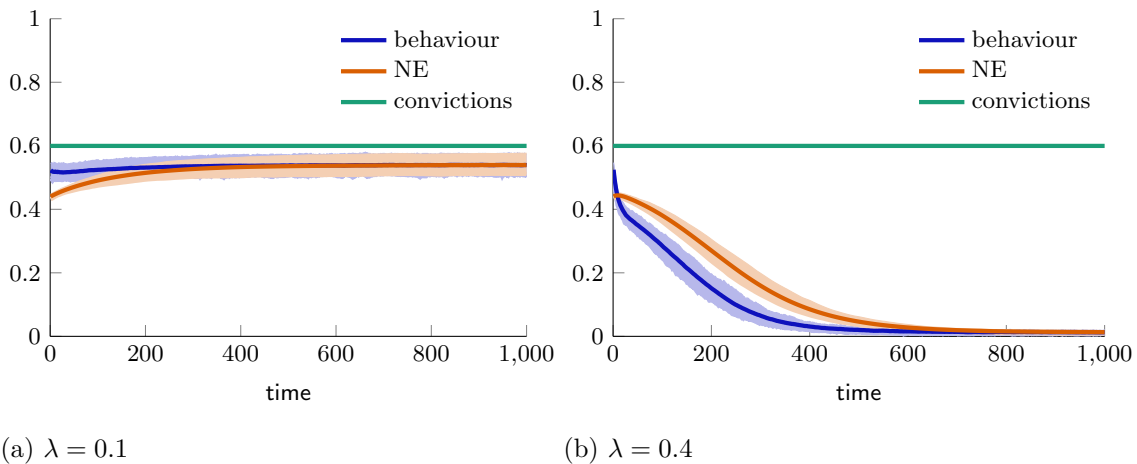 1
0.8
0.6
0.4
0.2
0
0 200 400 600 800 1,000
time
behaviour
NE
convictions
(a) λ = 0.1
1
0.8
0.6
0.4
0.2
0
0 200 400 600 800 1,000
time
behaviour
NE
convictions
(b) λ = 0.4